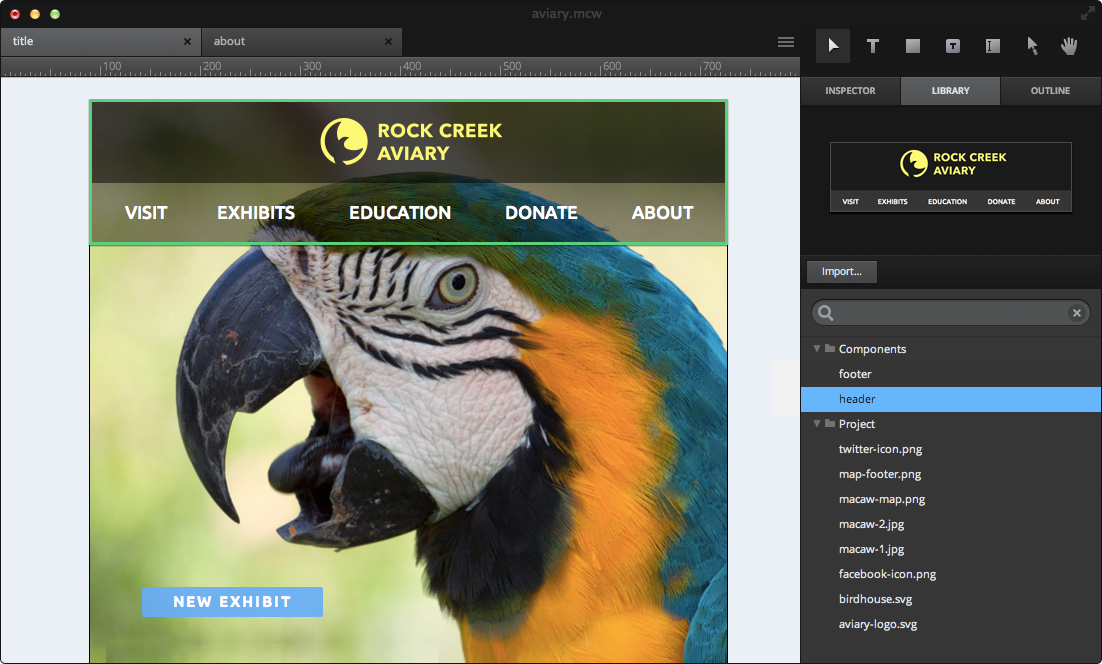 aviary.mcw
title
about
100 200 300 400 500 600 700
ROCK CREEK
AVIARY
VISIT EXHIBITS EDUCATION DONATE ABOUT
NEW EXHIBIT
T T I
INSPECTOR LIBRARY OUTLINE
ROCK CREEK
AVIARY
VISIT EXHIBITS EDUCATION DONATE ABOUT
Import...
Components
footer
header
Project
twitter-icon.png
map-footer.png
macaw-map.png
macaw-2.jpg
macaw-1.jpg
facebook-icon.png
birdhouse.svg
aviary-logo.svg